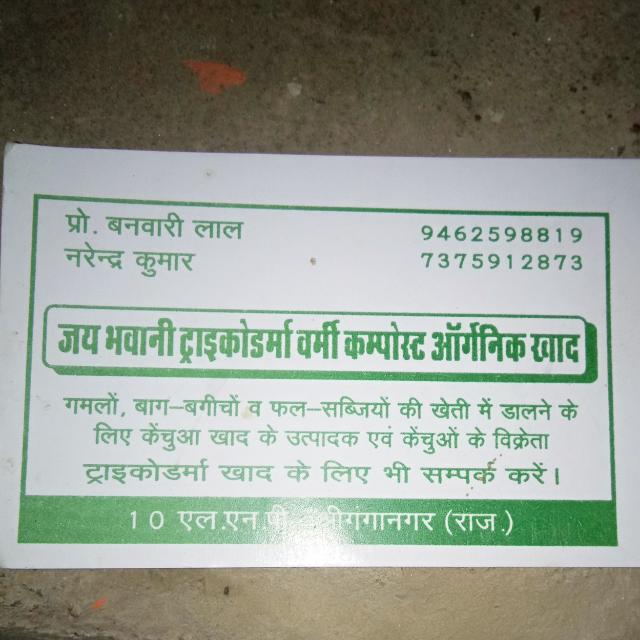 प्रो. बनवारी लाल 9462598819
नरेन्द्र कुमार 7375912873
जय भवानी ट्राइकोडर्मा वर्मी कम्पोस्ट ऑर्गेनिक खाद
गमलों, बाग–बगीचों व फल–सब्जियों की खेती में डालने के
लिए केंचुआ खाद के उत्पादक एवं केंचुओं के विक्रेता
ट्राइकोडर्मा खाद के लिए भी सम्पर्क करें।
10 एल.एन.पी. (राज.)